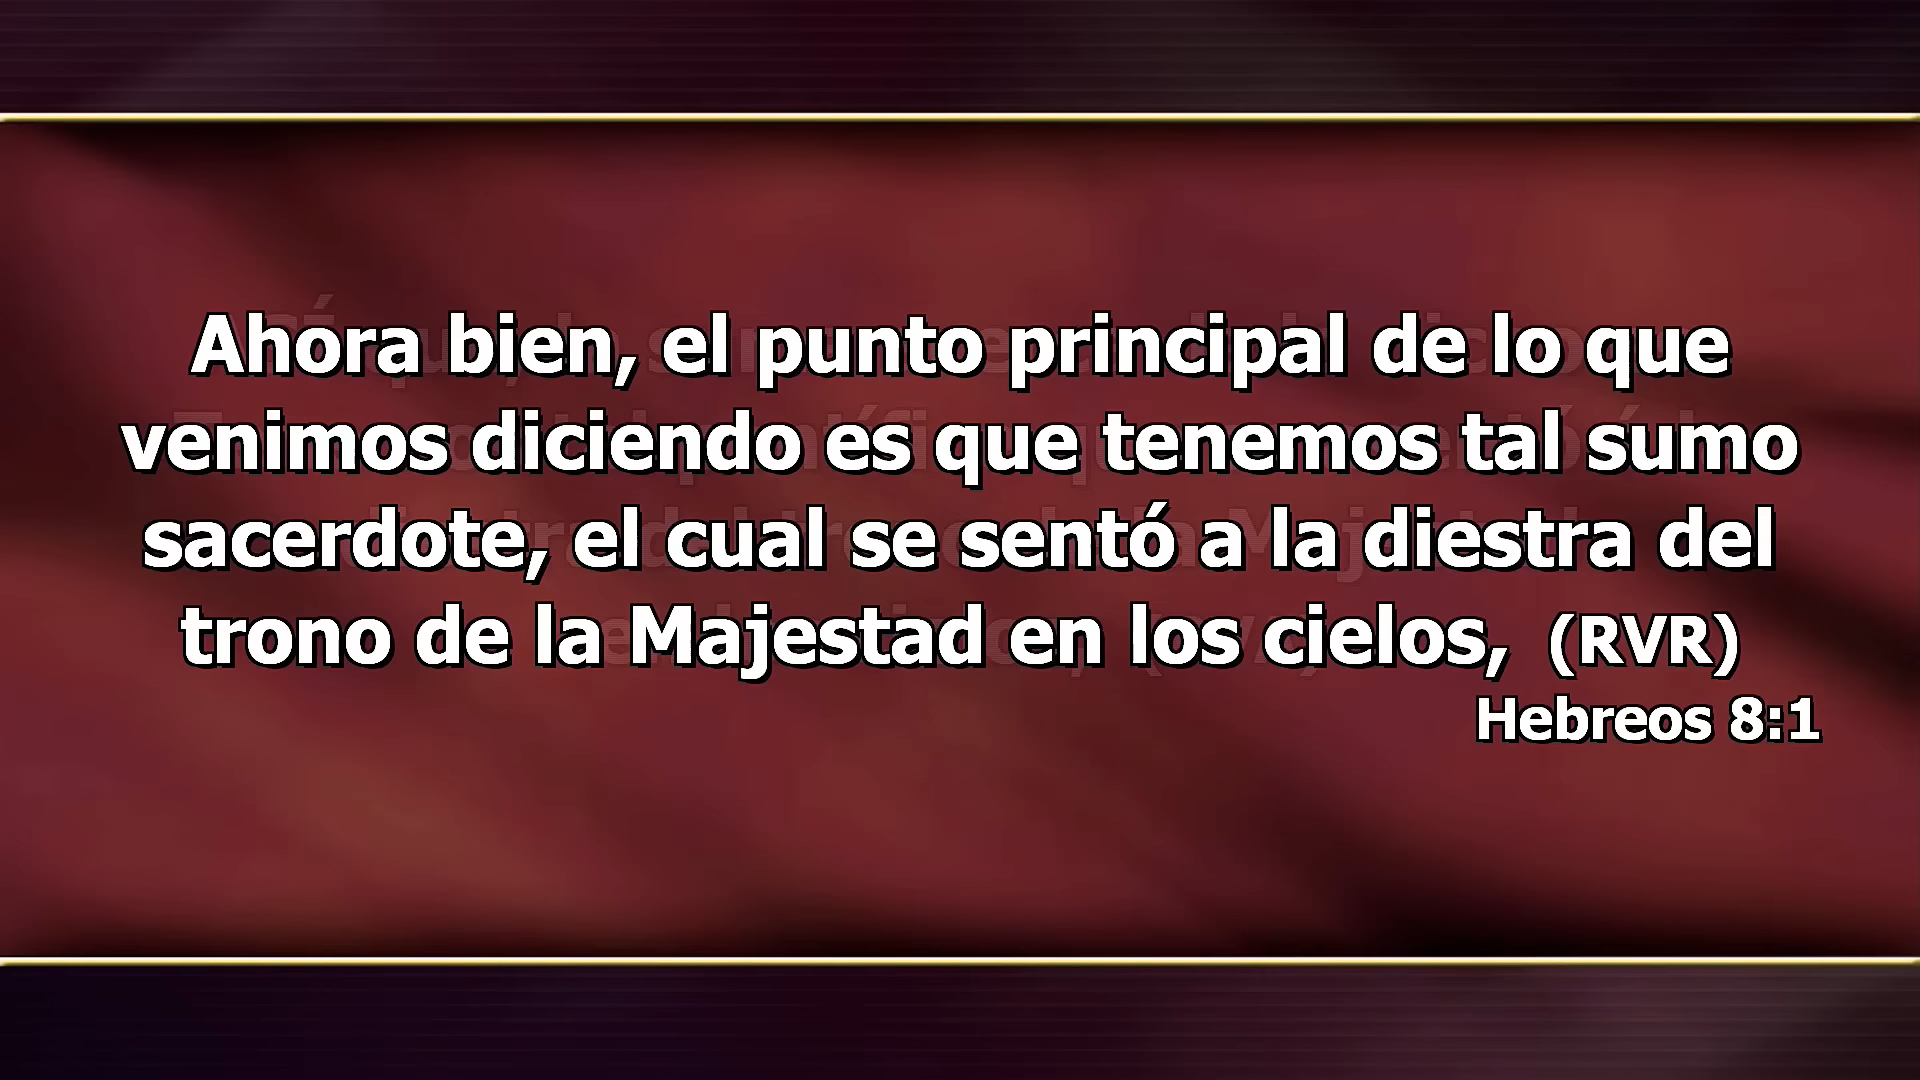 Ahora bien, el punto principal de lo que
venimos diciendo es que tenemos tal sumo
sacerdote, el cual se sentó a la diestra del
trono de la Majestad en los cielos, (RVR)
Hebreos 8:1